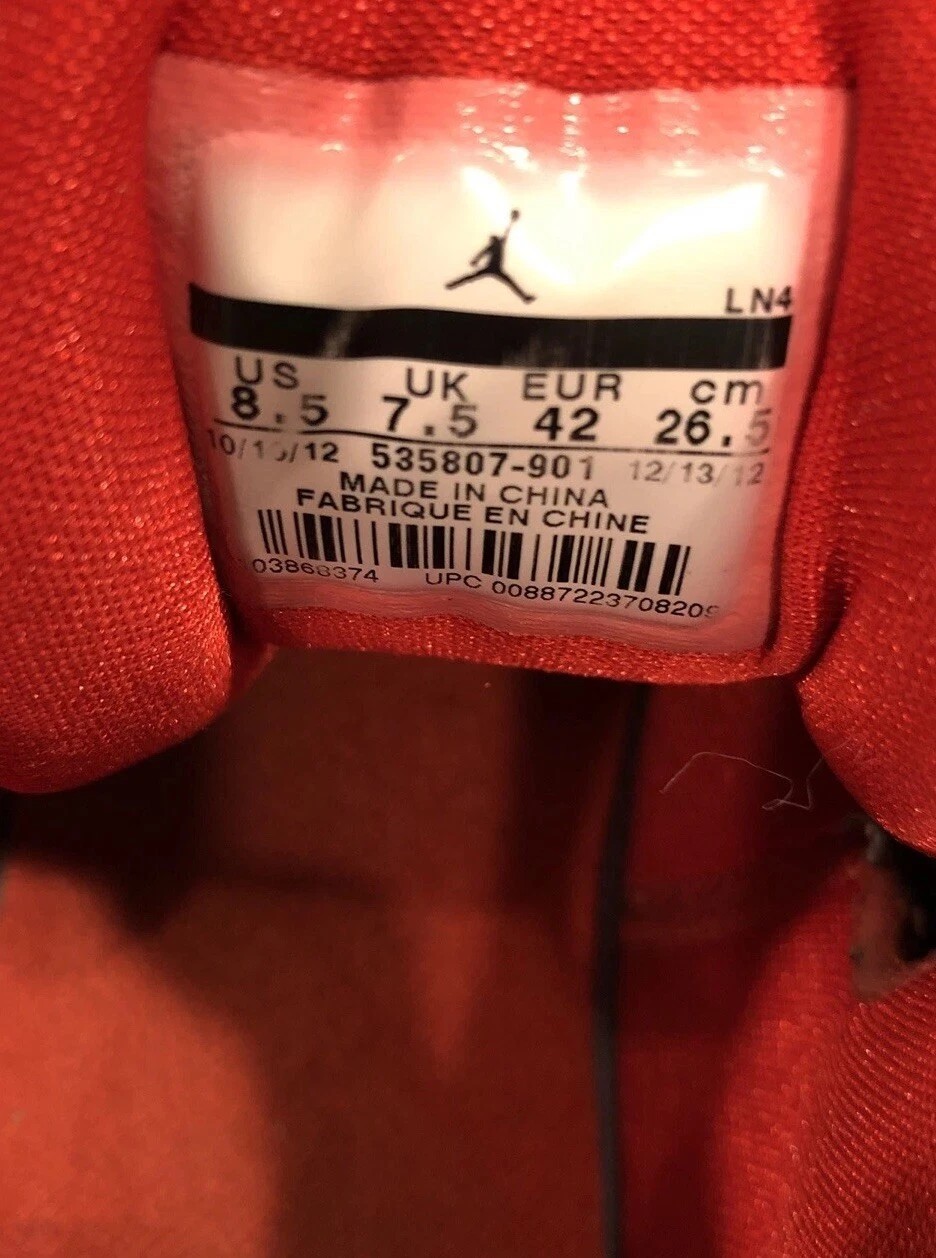 LN4
US UK EUR cm
8.5 7.5 42 26.5
535807-901 12/13/12
MADE IN CHINA
FABRIQUE EN CHINE
UPC